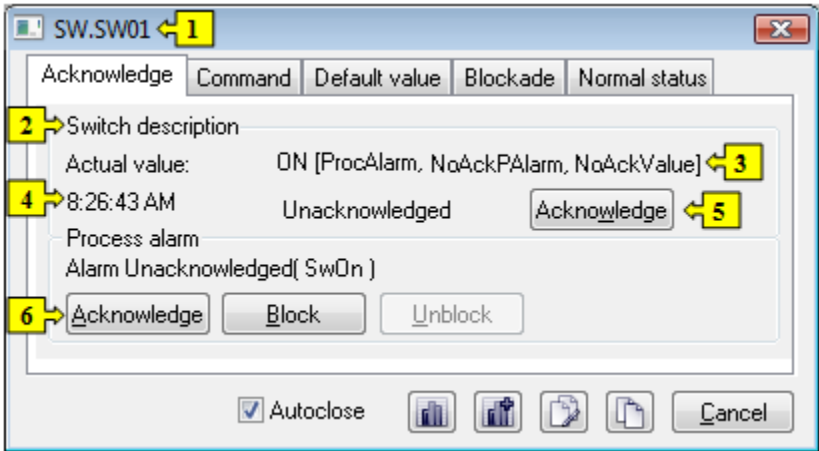 SW.SW01 1
Acknowledge Command Default value Blockade Normal status
2 Switch description
Actual value: ON [ProcAlarm, NoAckPAlarm, NoAckValue] 3
4 8:26:43 AM Unacknowledged Acknowledge 5
Process alarm
Alarm Unacknowledged( SwOn )
6 Acknowledge Block Unblock
Autoclose Cancel